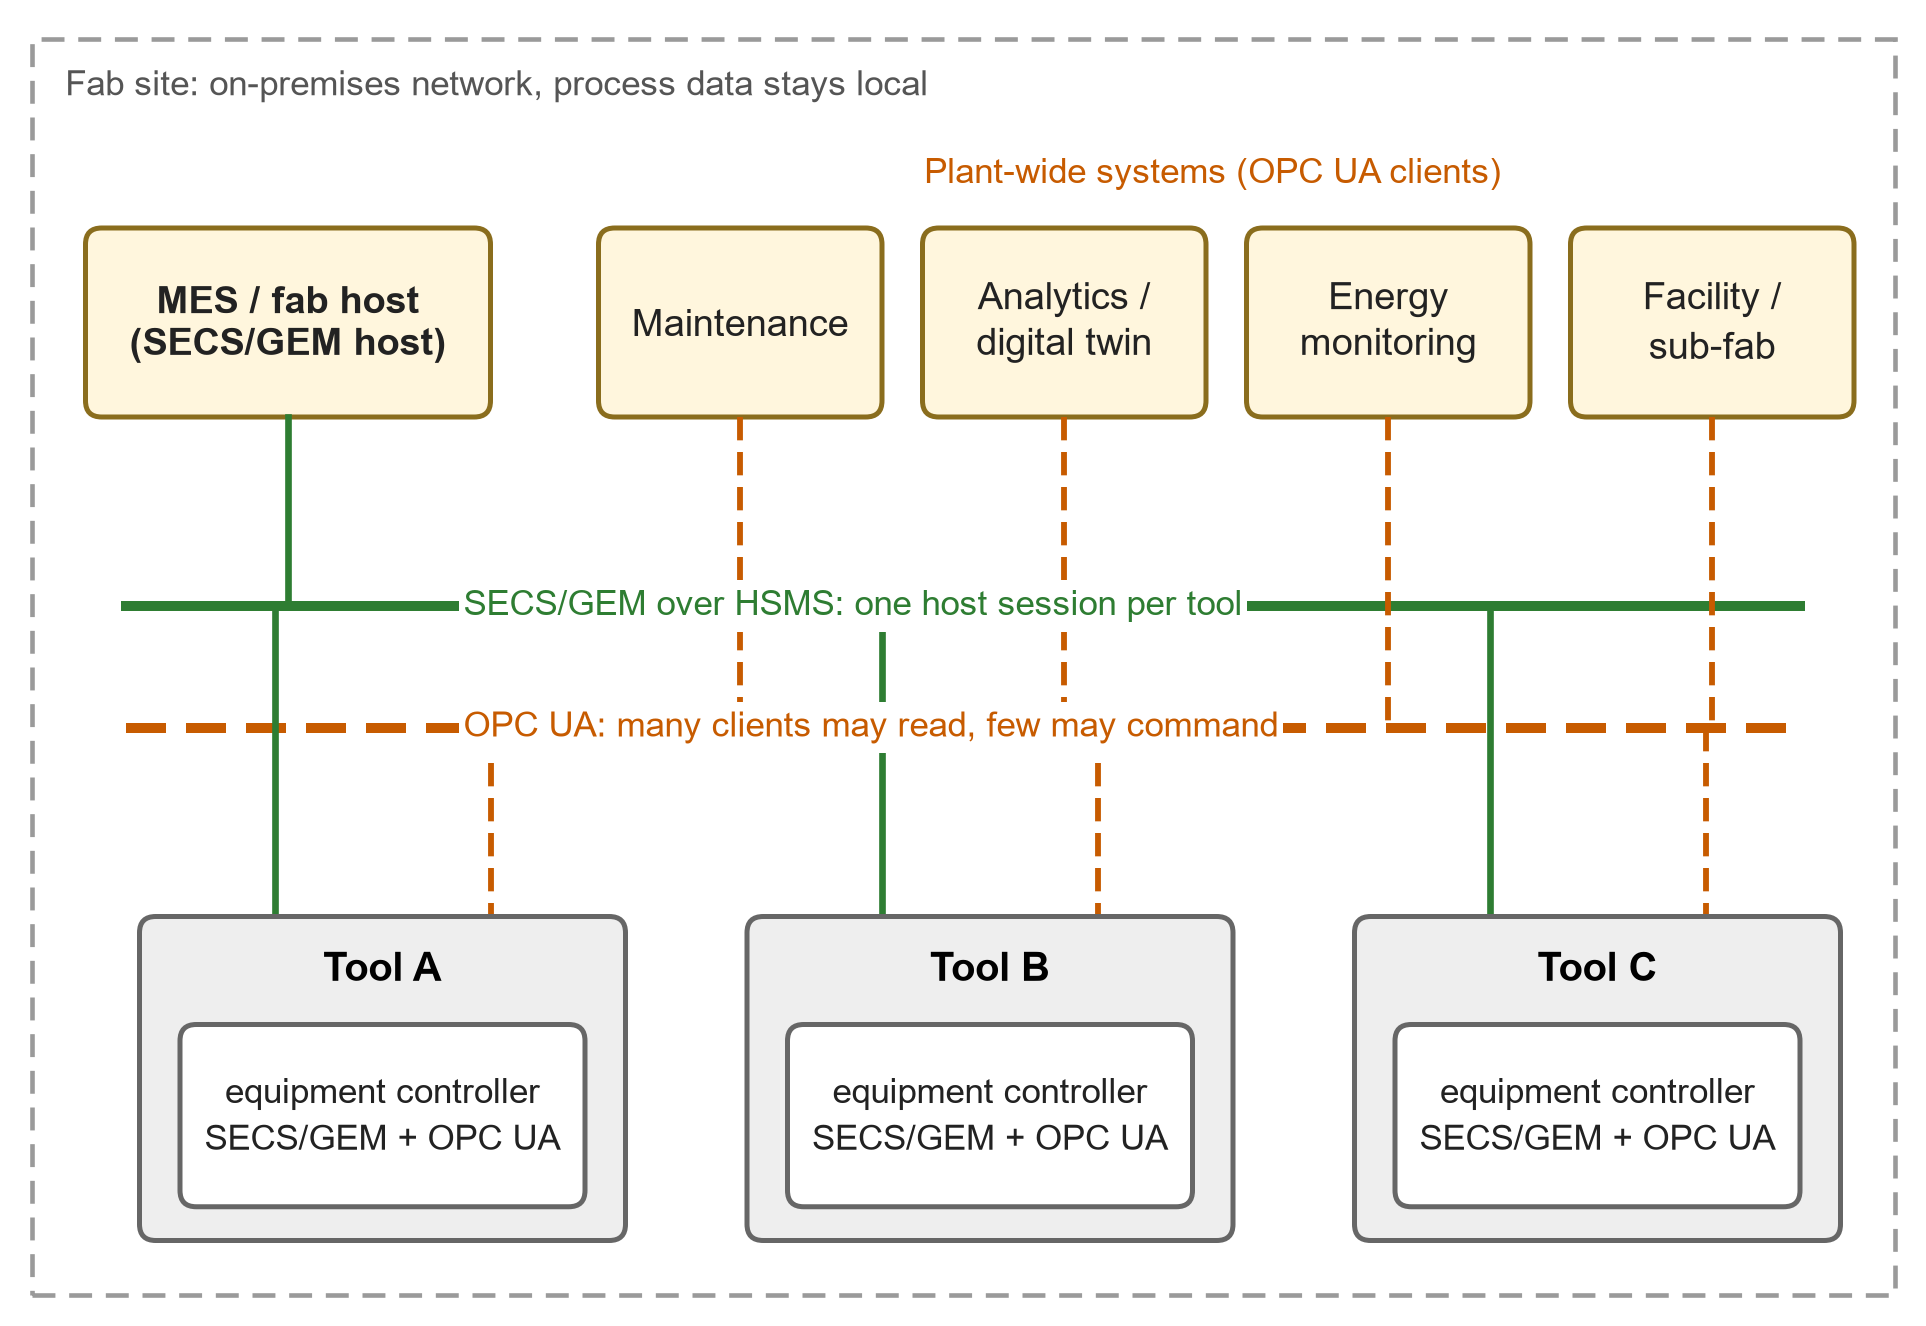 Fab site: on-premises network, process data stays local
Plant-wide systems (OPC UA clients)
MES / fab host
(SECS/GEM host)
Maintenance
Analytics /
digital twin
Energy
monitoring
Facility /
sub-fab
SECS/GEM over HSMS: one host session per tool
OPC UA: many clients may read, few may command
Tool A
equipment controller
SECS/GEM + OPC UA
Tool B
equipment controller
SECS/GEM + OPC UA
Tool C
equipment controller
SECS/GEM + OPC UA